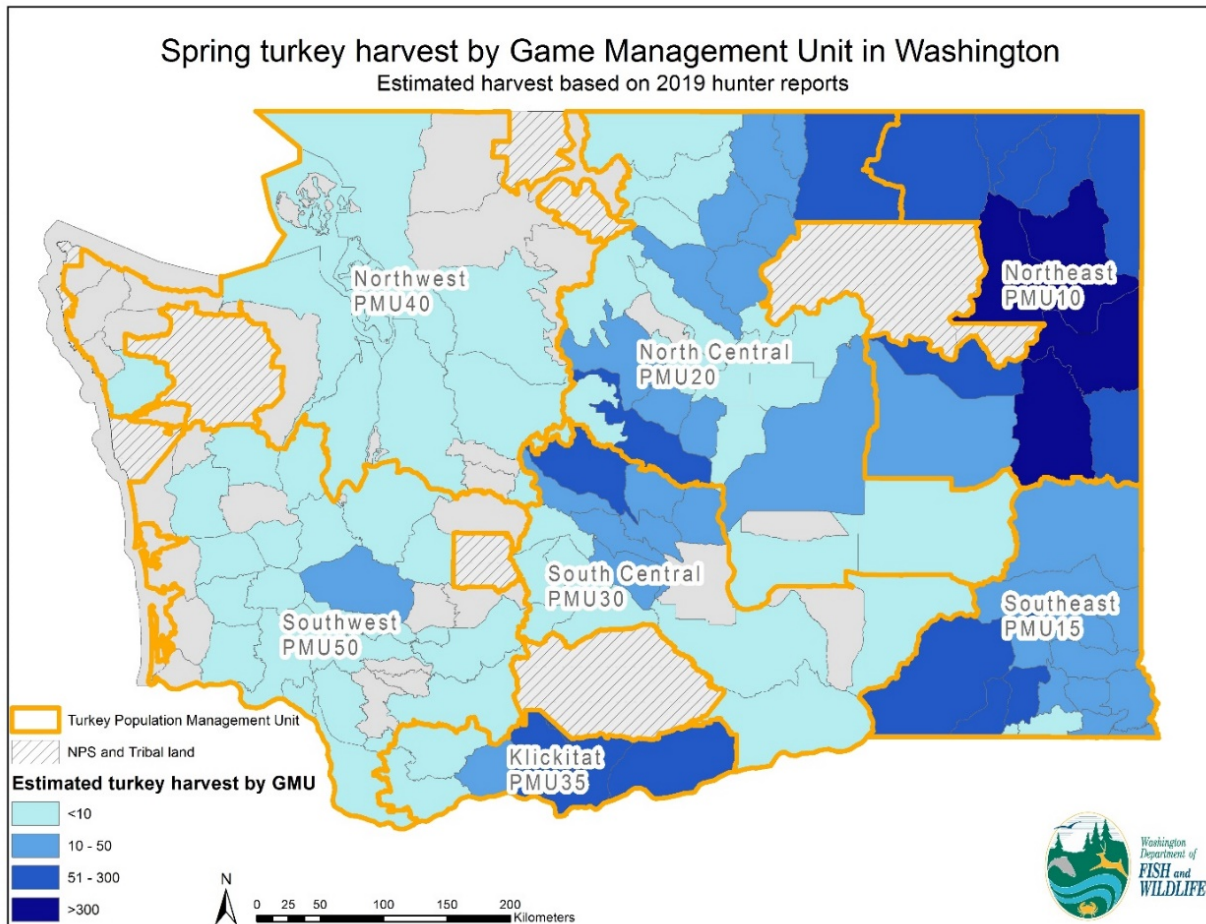 Spring turkey harvest by Game Management Unit in Washington
Estimated harvest based on 2019 hunter reports
Northwest
PMU40
Northeast
PMU10
North Central
PMU20
South Central
PMU30
Southwest
PMU50
Southeast
PMU15
Klickitat
PMU35
Turkey Population Management Unit
NPS and Tribal land
Estimated turkey harvest by GMU
<10
10 - 50
51 - 300
>300
N
0 25 50 100 150 200
Kilometers
Washington
Department of
FISH and
WILDLIFE